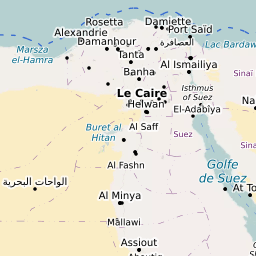 Rosetta
Damiette
Alexandrie
Port Saïd
Marsza
el-Hamra
Damanhour
العصافرة
Lac Bardaw
Tanta
Al Ismailiya
Banha
Sinaï
Le Caire
Isthmus
of Suez
Helwan
El-Adabiya
Na
Buret al
Hitan
Al Saff
Suez
Sin
Al Fashn
Golfe
de Suez
الواحات البحرية
At To
Al Minya
Mallawi
Assiout
Aboutig